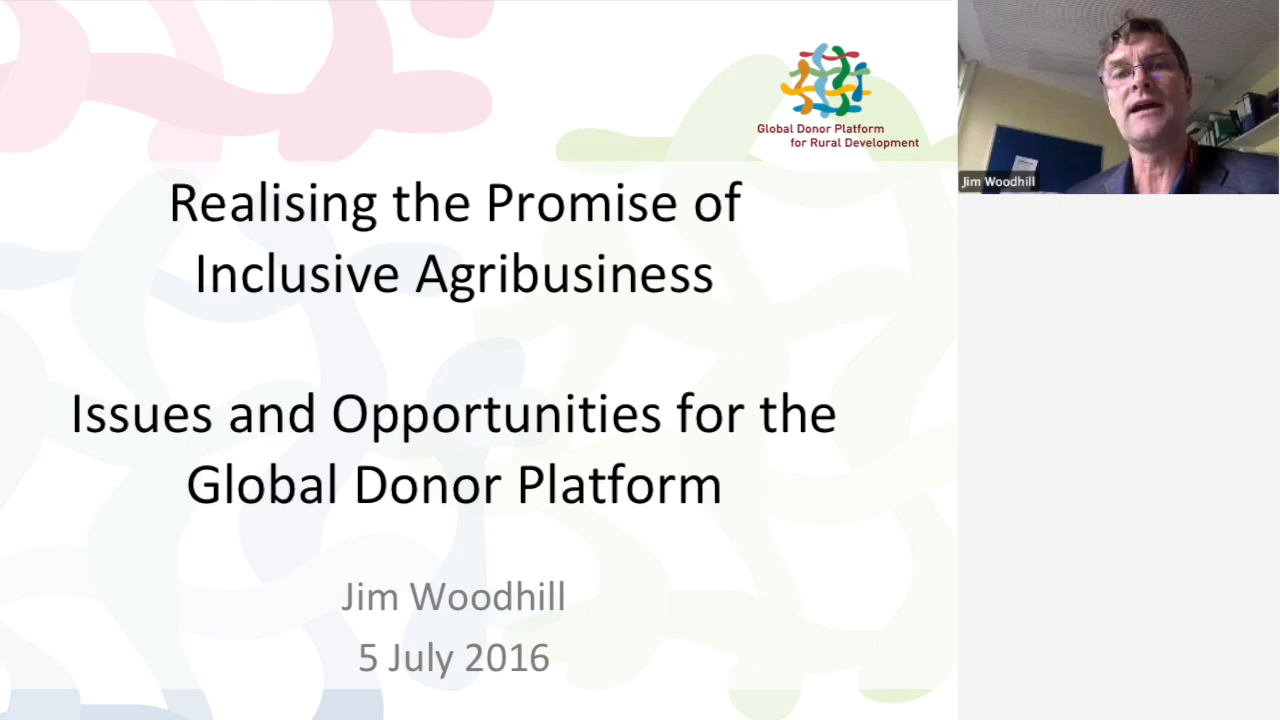 Global Donor Platform
for Rural Development
Jim Woodhill
Realising the Promise of
Inclusive Agribusiness
Issues and Opportunities for the
Global Donor Platform
Jim Woodhill
5 July 2016